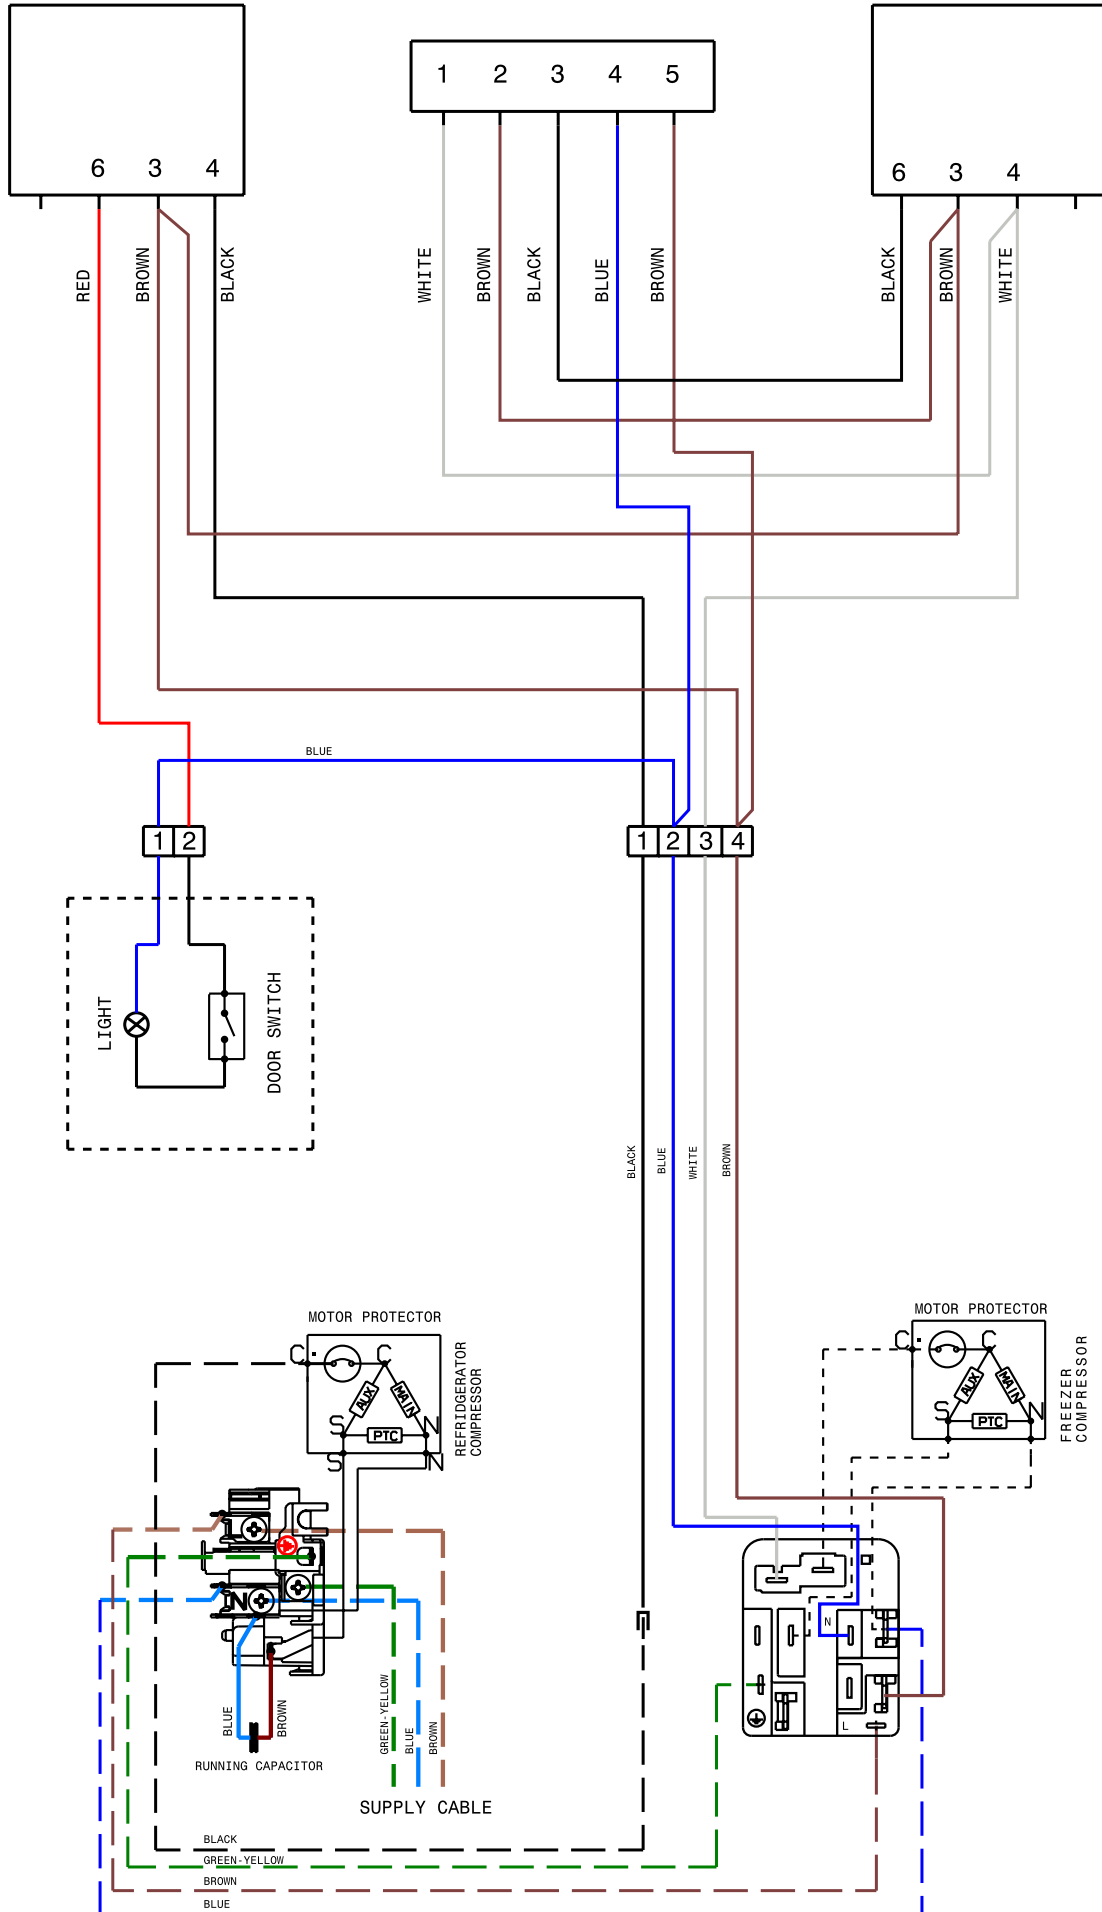 1 2 3 4 5
6 3 4
6 3 4
RED
BROWN
BLACK
WHITE
BROWN
BLACK
BLUE
BROWN
BLACK
BROWN
WHITE
BLUE
1 2
1 2 3 4
LIGHT
DOOR SWITCH
BLACK
BLUE
WHITE
BROWN
MOTOR PROTECTOR
C C
AUX
MAIN
S N
PTC
S N
REFRIDGERATOR
COMPRESSOR
MOTOR PROTECTOR
C C
AUX
MAIN
S N
PTC
FREEZER
COMPRESSOR
N
N
L
BLUE
BROWN
RUNNING CAPACITOR
GREEN-YELLOW
BLUE
BROWN
SUPPLY CABLE
BLACK
GREEN-YELLOW
BROWN
BLUE